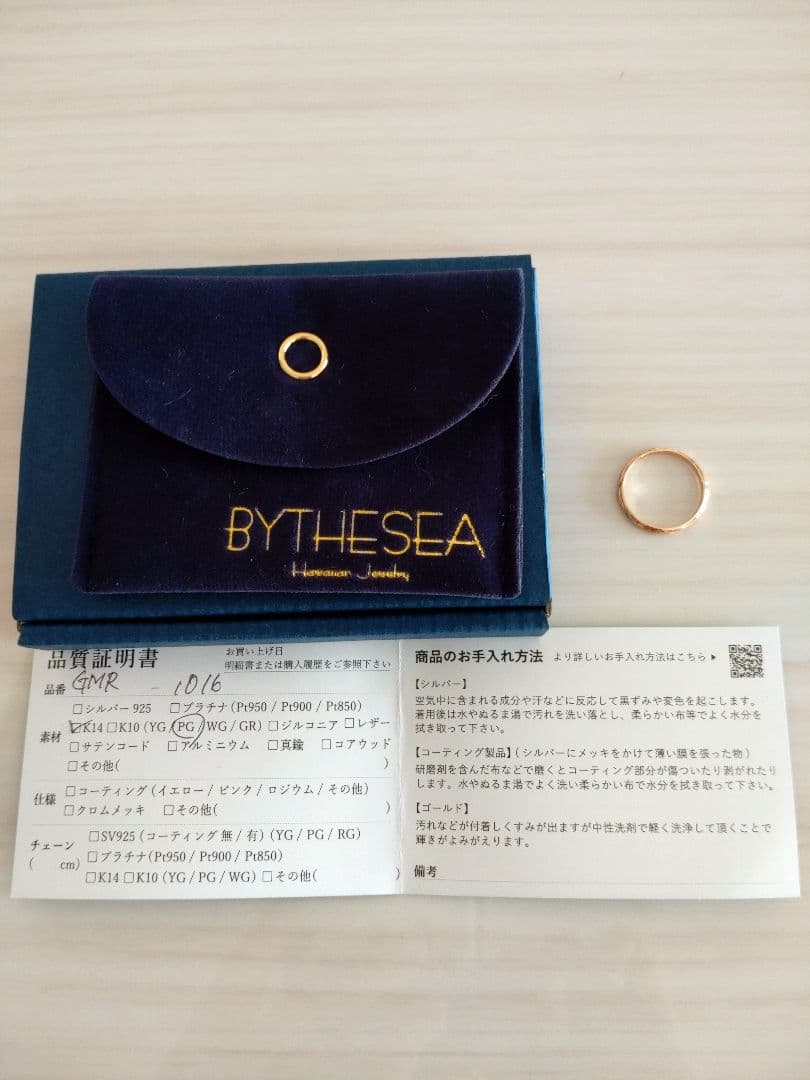 BYTHESEA
Hawaiian Jewelry
品質証明書
お買い上げ日
明細書または購入履歴をご参照下さい
品番 GMR - 1016
素材
□シルバー925 □プラチナ(Pt950 / Pt900 / Pt850)
☑K14 □K10 (YG / PG / WG / GR) □ジルコニア □レザー
□サテンコード □アルミニウム □真鍮 □コアウッド
□その他( )
仕様 □コーティング(イエロー / ピンク / ロジウム / その他)
□クロムメッキ □その他( )
チェーン
( cm)
□SV925 (コーティング 無 / 有) (YG / PG / RG)
□プラチナ(Pt950 / Pt900 / Pt850)
□K14 □K10 (YG / PG / WG) □その他( )
商品のお手入れ方法 より詳しいお手入れ方法はこちら▶
【シルバー】
空気中に含まれる成分や汗などに反応して黒ずみや変色を起こします。
着用後は水やぬるま湯で汚れを洗い落とし、柔らかい布等でよく水分を
拭き取って下さい。
【コーティング製品】(シルバーにメッキをかけて薄い膜を張った物)
研磨剤を含んだ布などで磨くとコーティング部分が傷ついたり剥がれたり
します。水やぬるま湯でよく洗い柔らかい布で水分を拭き取って下さい。
【ゴールド】
汚れなどが付着しくすみが出ますが中性洗剤で軽く洗浄して頂くことで
輝きがよみがえります。
備考